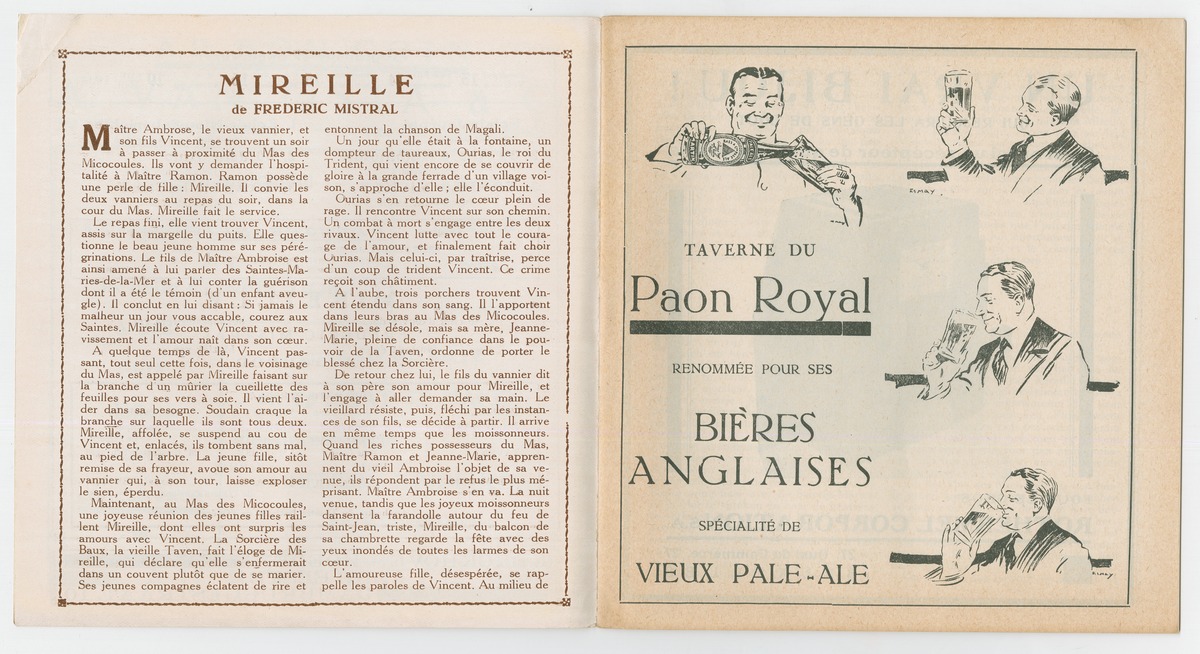 MIREILLE
de FREDERIC MISTRAL
Maître Ambrose, le vieux vannier, et
son fils Vincent, se trouvent un soir
à passer à proximité du Mas des
Micocoules. Ils vont y demander l'hospi-
talité à Maître Ramon. Ramon possède
une perle de fille : Mireille. Il convie les
deux vanniers au repas du soir, dans la
cour du Mas. Mireille fait le service.
Le repas fini, elle vient trouver Vincent,
assis sur la margelle du puits. Elle ques-
tionne le beau jeune homme sur ses péré-
grinations. Le fils de Maître Ambroise est
ainsi amené à lui parler des Saintes-Ma-
ries-de-la-Mer et à lui conter la guérison
dont il a été le témoin (d'un enfant aveu-
gle). Il conclut en lui disant : Si jamais le
malheur un jour vous accable, courez aux
Saintes. Mireille écoute Vincent avec ra-
vissement et l'amour naît dans son cœur.
A quelque temps de là, Vincent pas-
sant, tout seul cette fois, dans le voisinage
du Mas, est appelé par Mireille faisant sur
la branche d'un mûrier la cueillette des
feuilles pour ses vers à soie. Il vient l'ai-
der dans sa besogne. Soudain craque la
branche sur laquelle ils sont tous deux.
Mireille, affolée, se suspend au cou de
Vincent et, enlacés, ils tombent sans mal,
au pied de l'arbre. La jeune fille, sitôt
remise de sa frayeur, avoue son amour au
vannier qui, à son tour, laisse exploser
le sien, éperdu.
Maintenant, au Mas des Micocoules,
une joyeuse réunion des jeunes filles rail-
lent Mireille, dont elles ont surpris les
amours avec Vincent. La Sorcière des
Baux, la vieille Taven, fait l'éloge de Mi-
reille, qui déclare qu'elle s'enfermerait
dans un couvent plutôt que de se marier.
Ses jeunes compagnes éclatent de rire et
entonnent la chanson de Magali.
Un jour qu'elle était à la fontaine, un
dompteur de taureaux, Ourias, le roi du
Trident, qui vient encore de se couvrir de
gloire à la grande ferrade d'un village voi-
son, s'approche d'elle ; elle l'éconduit.
Ourias s'en retourne le cœur plein de
rage. Il rencontre Vincent sur son chemin.
Un combat à mort s'engage entre les deux
rivaux. Vincent lutte avec tout le coura-
ge de l'amour, et finalement fait choir
Ourias. Mais celui-ci, par traîtrise, perce
d'un coup de trident Vincent. Ce crime
reçoit son châtiment.
A l'aube, trois porchers trouvent Vin-
cent étendu dans son sang. Il l'apportent
dans leurs bras au Mas des Micocoules.
Mireille se désole, mais sa mère, Jeanne-
Marie, pleine de confiance dans le pou-
voir de la Taven, ordonne de porter le
blessé chez la Sorcière.
De retour chez lui, le fils du vannier dit
à son père son amour pour Mireille, et
l'engage à aller demander sa main. Le
vieillard résiste, puis, fléchi par les instan-
ces de son fils, se décide à partir. Il arrive
en même temps que les moissonneurs.
Quand les riches possesseurs du Mas,
Maître Ramon et Jeanne-Marie, appren-
nent du vieil Ambroise l'objet de sa ve-
nue, ils répondent par le refus le plus mé-
prisant. Maître Ambroise s'en va. La nuit
venue, tandis que les joyeux moissonneurs
dansent la farandole autour du feu de
Saint-Jean, triste, Mireille, du balcon de
sa chambrette regarde la fête avec des
yeux inondés de toutes les larmes de son
cœur.
L'amoureuse fille, désespérée, se rap-
pelle les paroles de Vincent. Au milieu de
ELMAY.
TAVERNE DU
Paon Royal
RENOMMÉE POUR SES
BIÈRES
ANGLAISES
SPÉCIALITÉ DE
VIEUX PALE-ALE
ELMAY